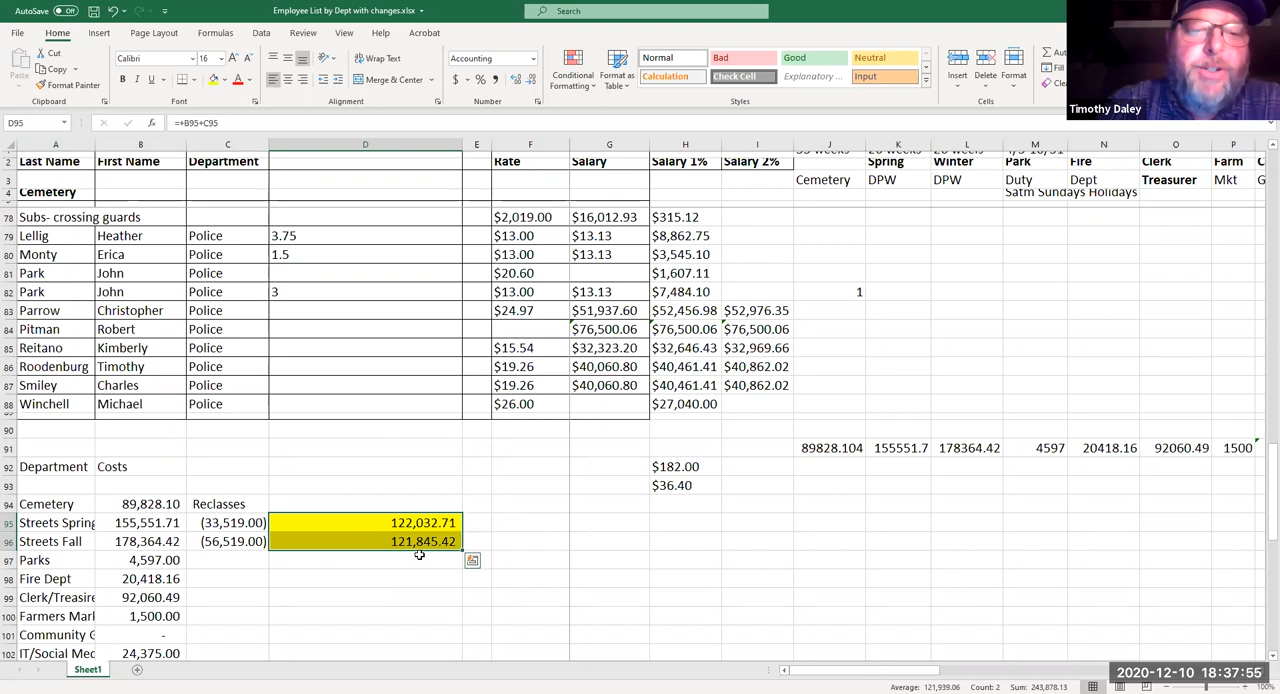 AutoSave Off Employee List by Dept with changes.xlsx Search
File Home Insert Page Layout Formulas Data Review View Help Acrobat
Paste Cut Copy Format Painter Clipboard
Calibri 16 B I U A Font
Wrap Text Merge & Center Alignment
Accounting $ % Number
Conditional Formatting Format as Table
Normal Bad Good Neutral
Calculation Check Cell Explanatory ... Input
Styles
Insert Delete Format Cells
Timothy Daley
D95 fx =+B95+C95
A B C D E F G H I J K L M N O P
2 Last Name First Name Department Rate Salary Salary 1% Salary 2% Spring Winter Park Fire Clerk Farm
3 Cemetery DPW DPW Duty Dept Treasurer Mkt
4 Cemetery Satm Sundays Holidays
78 Subs- crossing guards $2,019.00 $16,012.93 $315.12
79 Lellig Heather Police 3.75 $13.00 $13.13 $8,862.75
80 Monty Erica Police 1.5 $13.00 $13.13 $3,545.10
81 Park John Police $20.60 $1,607.11
82 Park John Police 3 $13.00 $13.13 $7,484.10 1
83 Parrow Christopher Police $24.97 $51,937.60 $52,456.98 $52,976.35
84 Pitman Robert Police $76,500.06 $76,500.06 $76,500.06
85 Reitano Kimberly Police $15.54 $32,323.20 $32,646.43 $32,969.66
86 Roodenburg Timothy Police $19.26 $40,060.80 $40,461.41 $40,862.02
87 Smiley Charles Police $19.26 $40,060.80 $40,461.41 $40,862.02
88 Winchell Michael Police $26.00 $27,040.00
90
91 89828.104 155551.7 178364.42 4597 20418.16 92060.49 1500
92 Department Costs $182.00
93 $36.40
94 Cemetery 89,828.10 Reclasses
95 Streets Spring 155,551.71 (33,519.00) 122,032.71
96 Streets Fall 178,364.42 (56,519.00) 121,845.42
97 Parks 4,597.00
98 Fire Dept 20,418.16
99 Clerk/Treasure 92,060.49
100 Farmers Mark 1,500.00
101 Community G -
102 IT/Social Med 24,375.00
Sheet1
2020-12-10 18:37:55
Average: 121,939.06 Count: 2 Sum: 243,878.13 100%